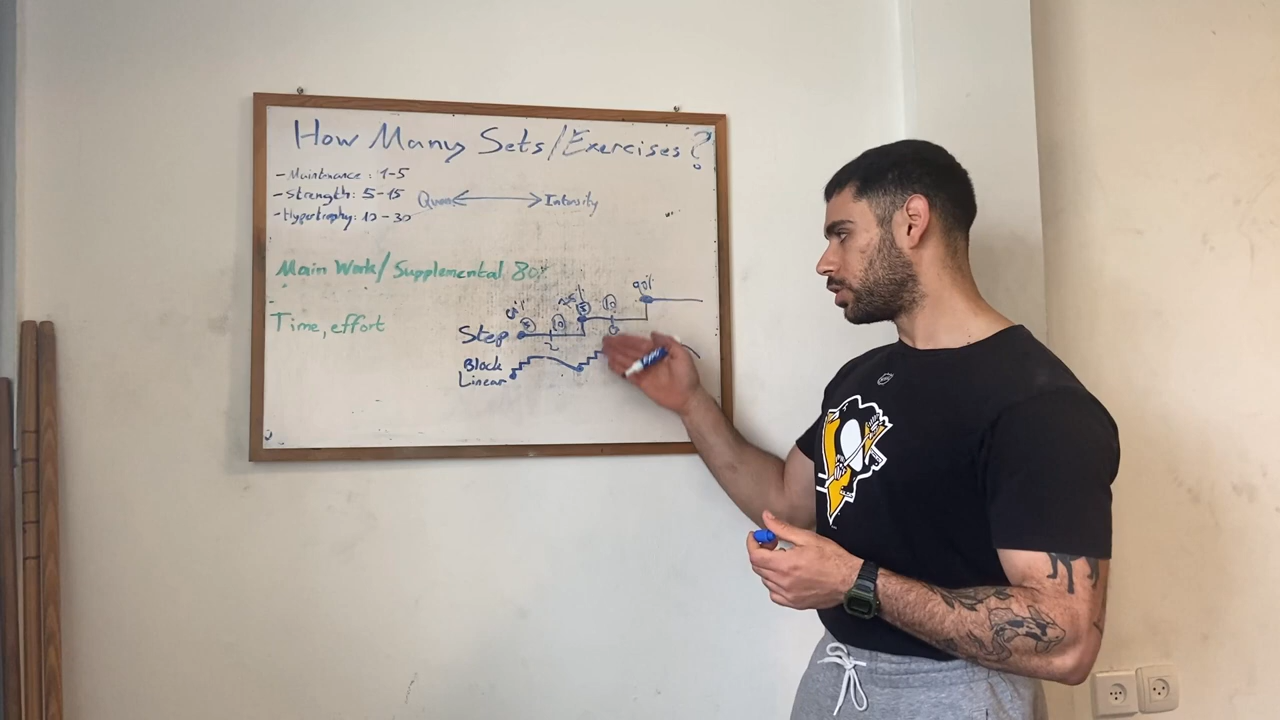 How Many Sets/Exercises?
- Maintenance: 1-5
- Strength: 5-15
- Hypertrophy: 10-30
Intensity
Main Work/Supplemental 80%
Time, effort
90%
Step
Block
Linear